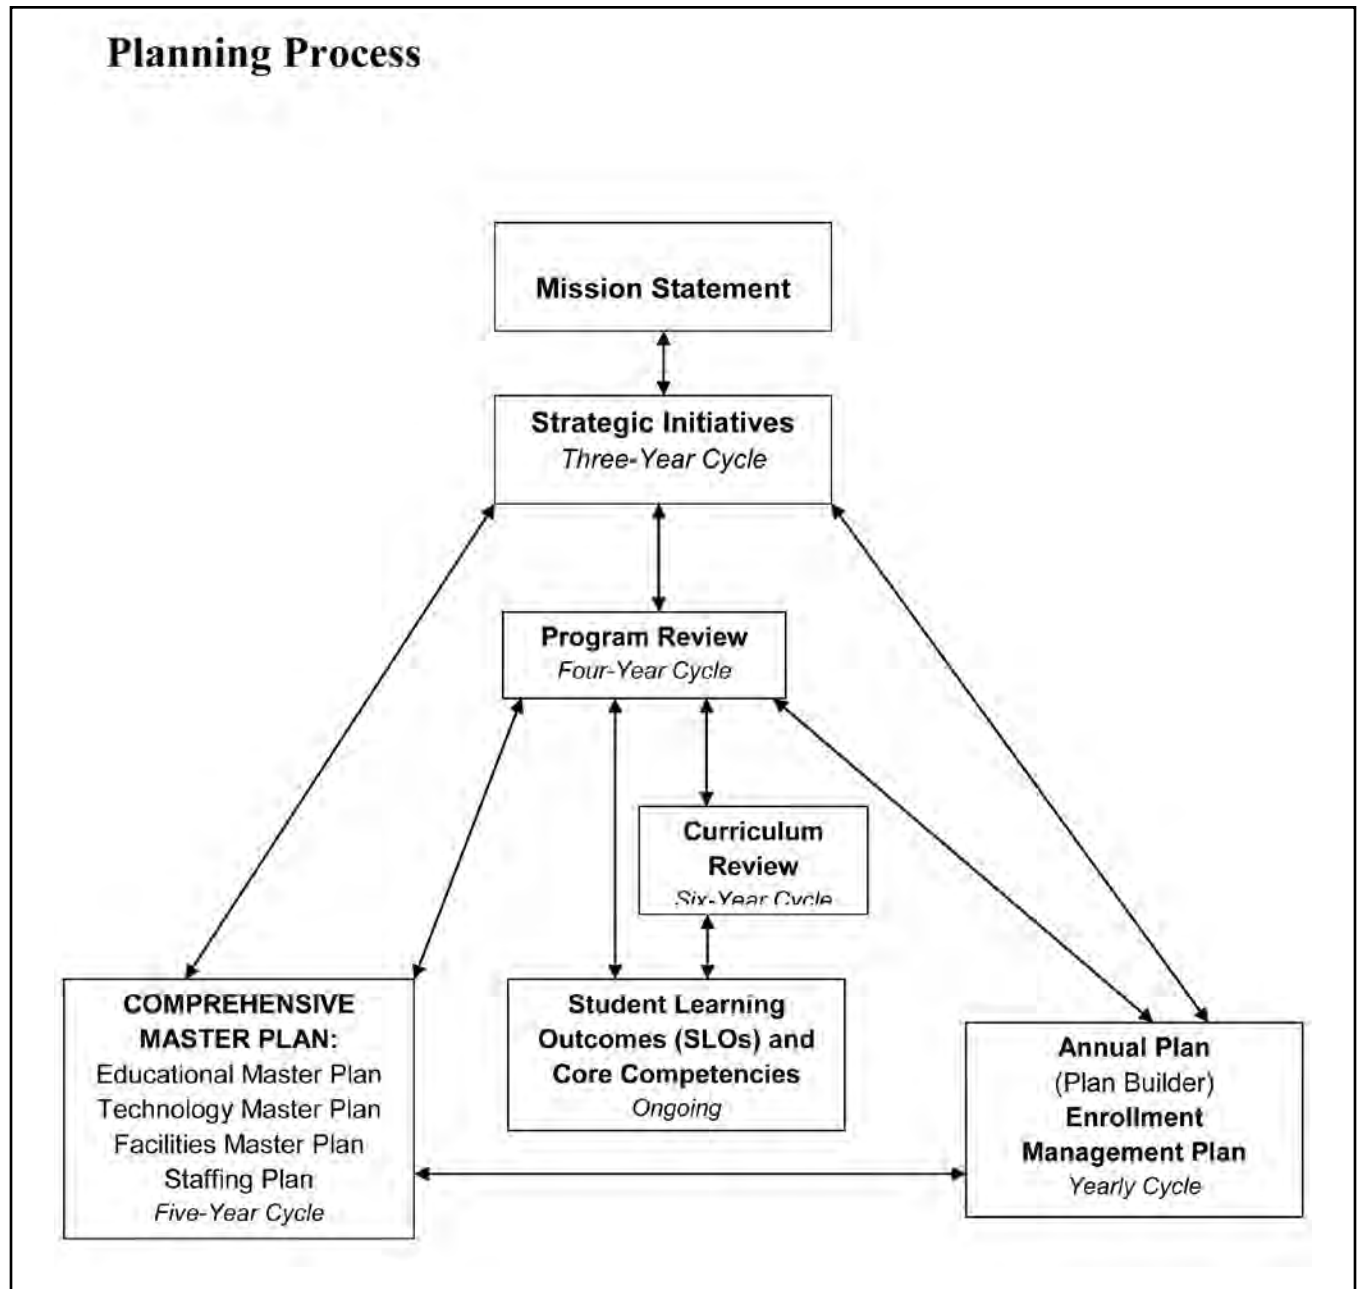 Planning Process
Mission Statement
Strategic Initiatives
Three-Year Cycle
Program Review
Four-Year Cycle
Curriculum
Review
Six-Year Cycle
COMPREHENSIVE
MASTER PLAN:
Educational Master Plan
Technology Master Plan
Facilities Master Plan
Staffing Plan
Five-Year Cycle
Student Learning
Outcomes (SLOs) and
Core Competencies
Ongoing
Annual Plan
(Plan Builder)
Enrollment
Management Plan
Yearly Cycle